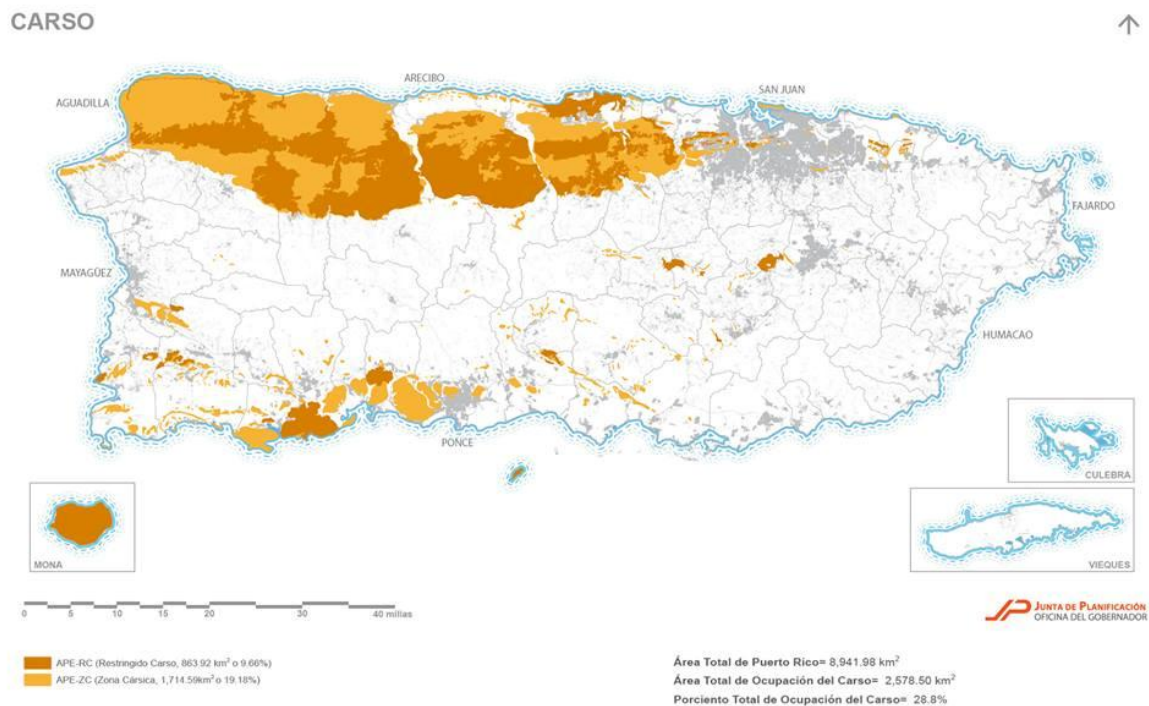 CARSO
AGUADILLA
ARECIBO
SAN JUAN
FAJARDO
MAYAGÜEZ
HUMACAO
PONCE
CULEBRA
MONA
VIEQUES
0 5 10 20 30 40 millas
JP JUNTA DE PLANIFICACIÓN
OFICINA DEL GOBERNADOR
APE-RC (Restringido Carso, 863.92 km² o 9.66%)
APE-ZC (Zona Cársica, 1,714.59km² o 19.18%)
Área Total de Puerto Rico= 8,941.98 km²
Área Total de Ocupación del Carso= 2,578.50 km²
Porciento Total de Ocupación del Carso= 28.8%